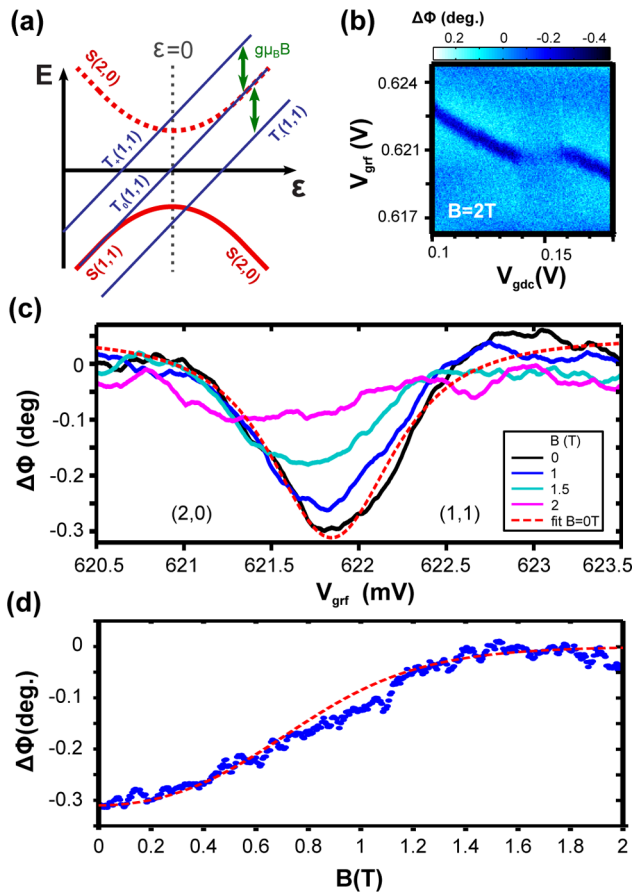 (a)
ε=0
gμBB
E
S(2,0)
T+(1,1)
T0(1,1)
T-(1,1)
ε
S(1,1)
S(2,0)
(b)
ΔΦ (deg.)
0.2 0 -0.2 -0.4
0.625
0.621
0.617
Vgrf (V)
B=2T
0.1 0.15
Vgdc(V)
(c)
0
-0.1
-0.2
-0.3
ΔΦ (deg)
B (T)
0
1
1.5
2
fit B=0T
(2,0)
(1,1)
620.5 621 621.5 622 622.5 623 623.5
Vgrf (mV)
(d)
0
-0.1
-0.2
-0.3
ΔΦ(deg.)
0 0.2 0.4 0.6 0.8 1 1.2 1.4 1.6 1.8 2
B(T)